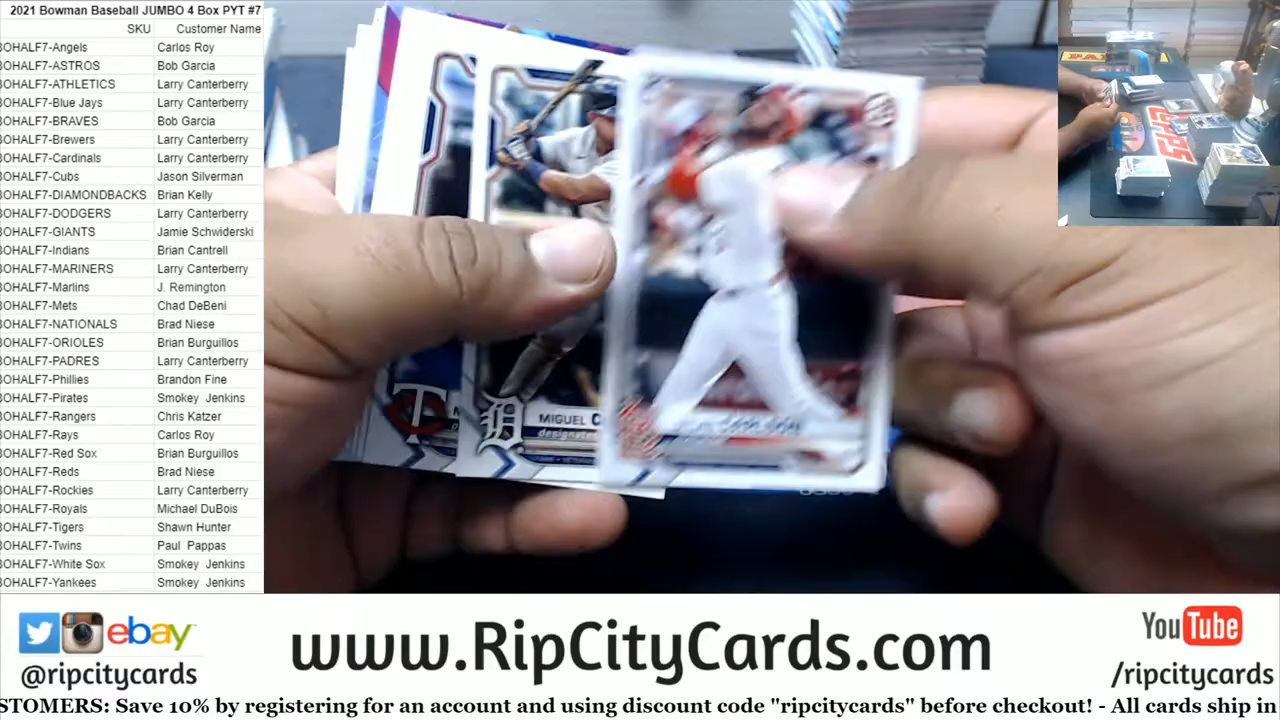 2021 Bowman Baseball JUMBO 4 Box PYT #7
SKU Customer Name
BOHALF7-Angels Carlos Roy
BOHALF7-ASTROS Bob Garcia
BOHALF7-ATHLETICS Larry Canterberry
BOHALF7-Blue Jays Larry Canterberry
BOHALF7-BRAVES Bob Garcia
BOHALF7-Brewers Larry Canterberry
BOHALF7-Cardinals Larry Canterberry
BOHALF7-Cubs Jason Silverman
BOHALF7-DIAMONDBACKS Brian Kelly
BOHALF7-DODGERS Larry Canterberry
BOHALF7-GIANTS Jamie Schwiderski
BOHALF7-Indians Brian Cantrell
BOHALF7-MARINERS Larry Canterberry
BOHALF7-Marlins J. Remington
BOHALF7-Mets Chad DeBeni
BOHALF7-NATIONALS Brad Niese
BOHALF7-ORIOLES Brian Burguillos
BOHALF7-PADRES Larry Canterberry
BOHALF7-Phillies Brandon Fine
BOHALF7-Pirates Smokey Jenkins
BOHALF7-Rangers Chris Katzer
BOHALF7-Rays Carlos Roy
BOHALF7-Red Sox Brian Burguillos
BOHALF7-Reds Brad Niese
BOHALF7-Rockies Larry Canterberry
BOHALF7-Royals Michael DuBois
BOHALF7-Tigers Shawn Hunter
BOHALF7-Twins Paul Pappas
BOHALF7-White Sox Smokey Jenkins
BOHALF7-Yankees Smokey Jenkins
MIGUEL C
designate
ebay
@ripcitycards
www.RipCityCards.com
YouTube
/ripcitycards
STOMERS: Save 10% by registering for an account and using discount code "ripcitycards" before checkout! - All cards ship in